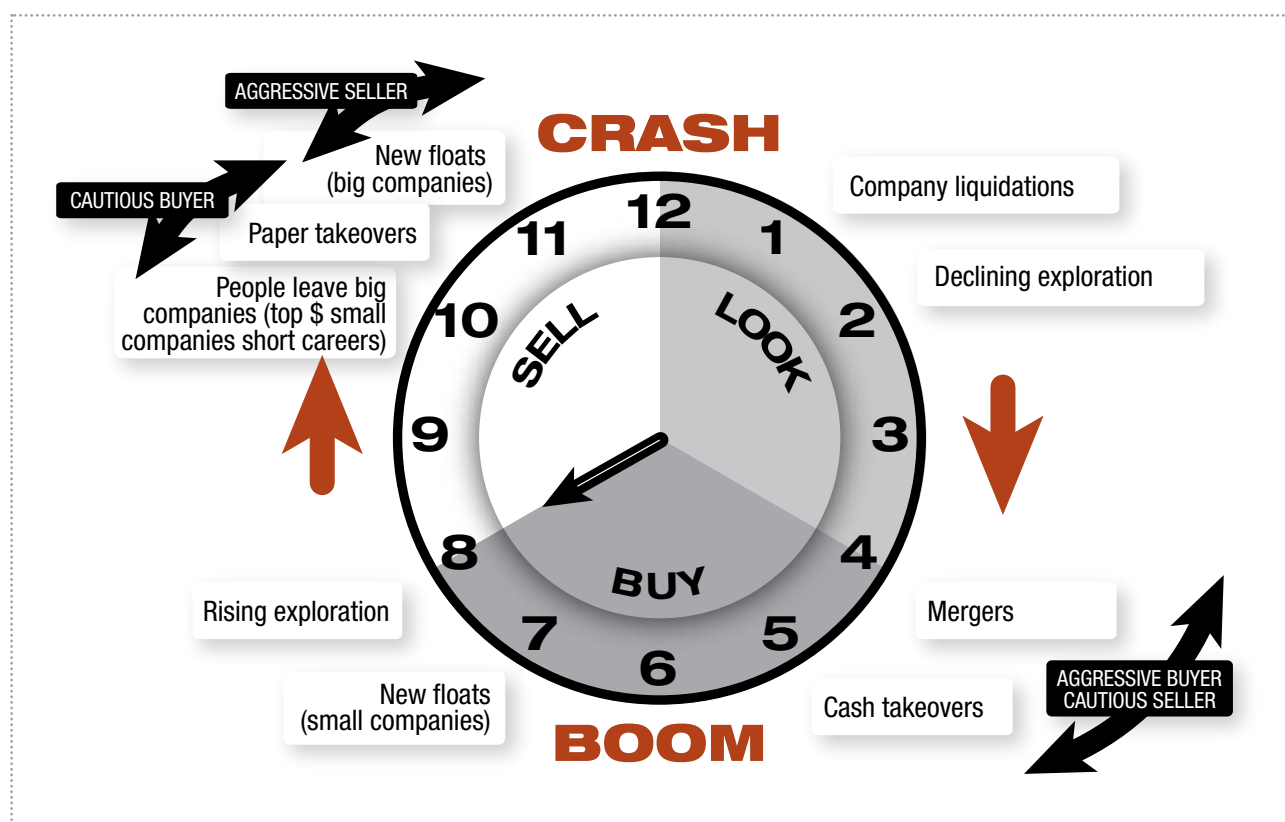 AGGRESSIVE SELLER
CRASH
New floats
(big companies)
CAUTIOUS BUYER
Paper takeovers
People leave big
companies (top $ small
companies short careers)
Company liquidations
Declining exploration
12
1
2
3
4
5
6
7
8
9
10
11
SELL
LOOK
BUY
Rising exploration
New floats
(small companies)
Mergers
Cash takeovers
AGGRESSIVE BUYER
CAUTIOUS SELLER
BOOM